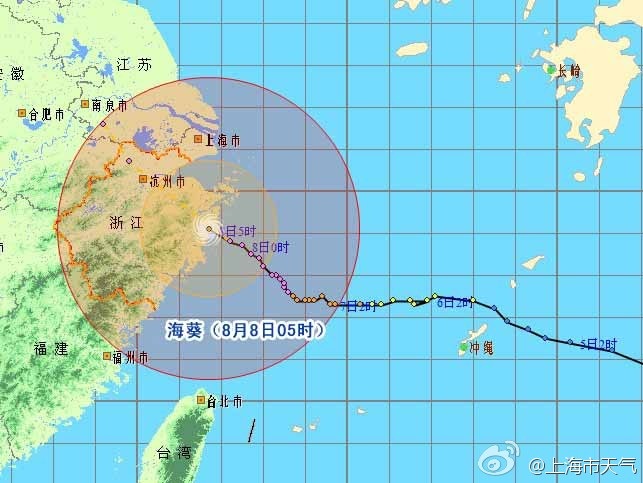 安徽
江苏
合肥市
南京市
上海市
长崎
杭州市
浙江
8日5时
8日0时
7日2时
6日2时
5日2时
海葵（8月8日05时）
冲绳
福建
福州市
台北市
台湾
@上海市天气